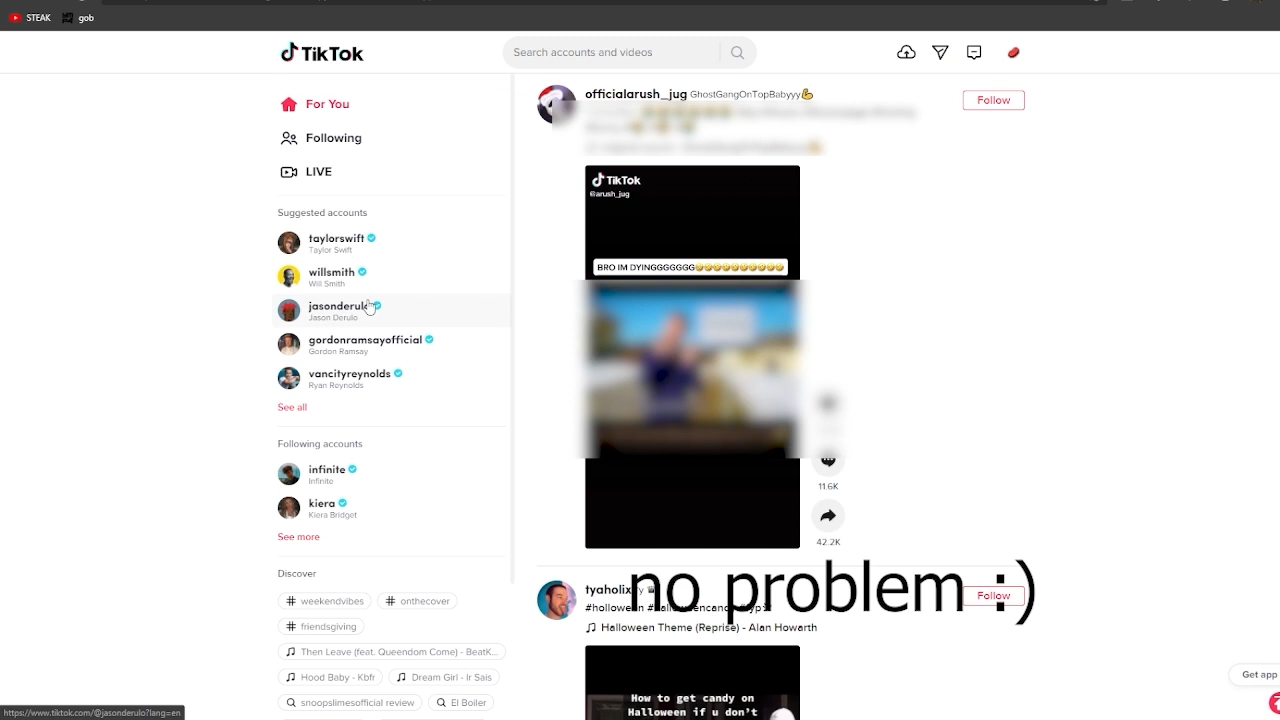 STEAK gob
TikTok
Search accounts and videos
For You
Following
LIVE
Suggested accounts
taylorswift
Taylor Swift
willsmith
Will Smith
jasonderulo
Jason Derulo
gordonramsayofficial
Gordon Ramsay
vancityreynolds
Ryan Reynolds
See all
Following accounts
infinite
Infinite
kiera
Kiera Bridget
See more
Discover
# weekendvibes # onthecover
# friendsgiving
Then Leave (feat. Queendom Come) - BeatK...
Hood Baby - Kbfr Dream Girl - Ir Sais
snoopslimesofficial review El Boiler
https://www.tiktok.com/@jasonderulo?lang=en
officialarush_jug GhostGangOnTopBabyyy💪
Follow
TikTok
@arush_jug
BRO IM DYINGGGGGGG🤣🤣🤣🤣🤣🤣🤣🤣🤣🤣
11.6K
42.2K
no problem :)
Follow
#holloween
Halloween Theme (Reprise) - Alan Howarth
How to get candy on
Halloween if u don't
Get app